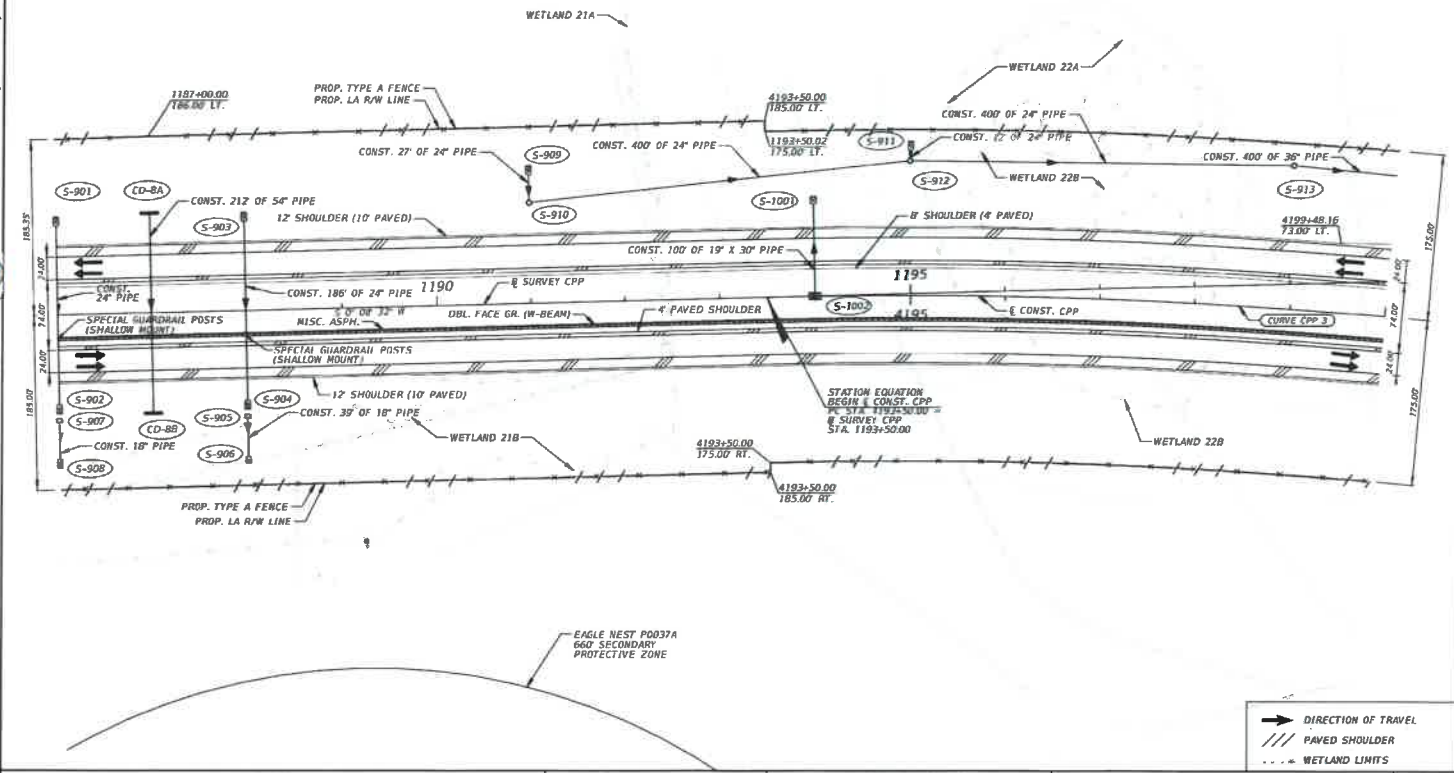 WETLAND 21A
WETLAND 22A
1187+00.00
186.00' LT.
PROP. TYPE A FENCE
PROP. LA R/W LINE
4193+50.00
185.00' LT.
1193+50.02
175.00' LT.
CONST. 400' OF 24" PIPE
S-911
CONST. 12' OF 24" PIPE
CONST. 27' OF 24" PIPE
S-909
CONST. 400' OF 24" PIPE
CONST. 400' OF 36" PIPE
S-912
WETLAND 22B
S-913
S-901
CD-8A
CONST. 212' OF 54" PIPE
S-903
S-910
S-1001
12' SHOULDER (10' PAVED)
8' SHOULDER (4' PAVED)
4199+48.16
73.00' LT.
185.35'
175.00'
CONST. 100' OF 19" X 30" PIPE
24.00'
24.00'
1195
CONST.
24" PIPE
1190
CONST. 186' OF 24" PIPE
SURVEY CPP
S-1002
CONST. CPP
74.00'
74.00'
SPECIAL GUARDRAIL POSTS
(SHALLOW MOUNT)
MISC. ASPH.
DBL. FACE GR. (W-BEAM)
4' PAVED SHOULDER
4195
CURVE CPP 3
SPECIAL GUARDRAIL POSTS
(SHALLOW MOUNT)
24.00'
24.00'
12' SHOULDER (10' PAVED)
STATION EQUATION
BEGIN ℄ CONST. CPP
PC STA. 4193+50.00 =
SURVEY CPP
STA. 1193+50.00
S-902
S-904
185.00'
175.00'
S-907
CD-8B
S-905
CONST. 39' OF 18" PIPE
CONST. 18" PIPE
S-906
WETLAND 21B
WETLAND 22B
S-908
4193+50.00
175.00' RT.
4193+50.00
185.00' RT.
PROP. TYPE A FENCE
PROP. LA R/W LINE
EAGLE NEST PO037A
660' SECONDARY
PROTECTIVE ZONE
DIRECTION OF TRAVEL
PAVED SHOULDER
WETLAND LIMITS